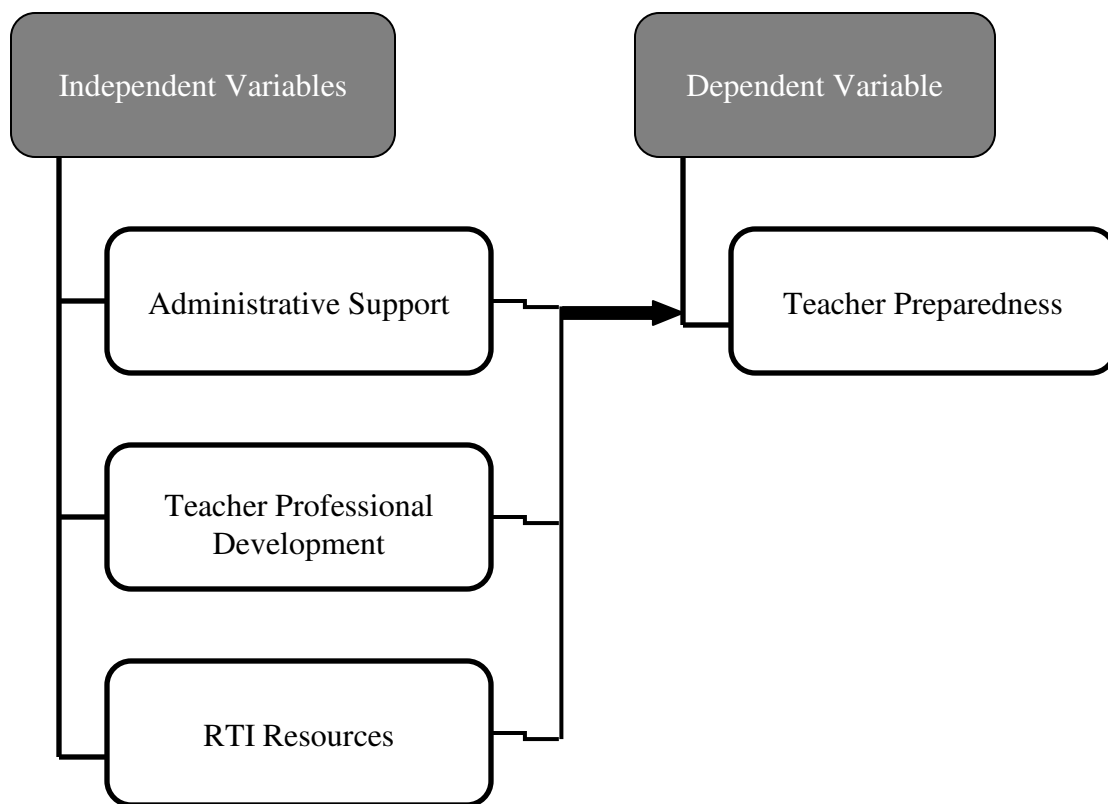 Independent Variables
Dependent Variable
Administrative Support
Teacher Preparedness
Teacher Professional
Development
RTI Resources